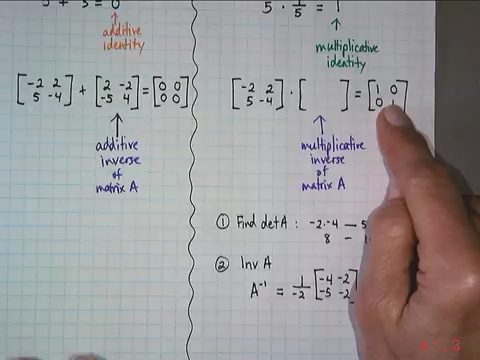 5 + -5 = 0
additive
identity
[-2 2
5 -4] + [2 -2
-5 4] = [0 0
0 0]
additive
inverse
of
matrix A
5 · 1/5 = 1
multiplicative
identity
[-2 2
5 -4] · [ ] = [1 0
0 1]
multiplicative
inverse
of
matrix A
① Find det A : -2·-4 — 5
8 -
② Inv A
A⁻¹ = 1/-2 [-4 -2
-5 -2